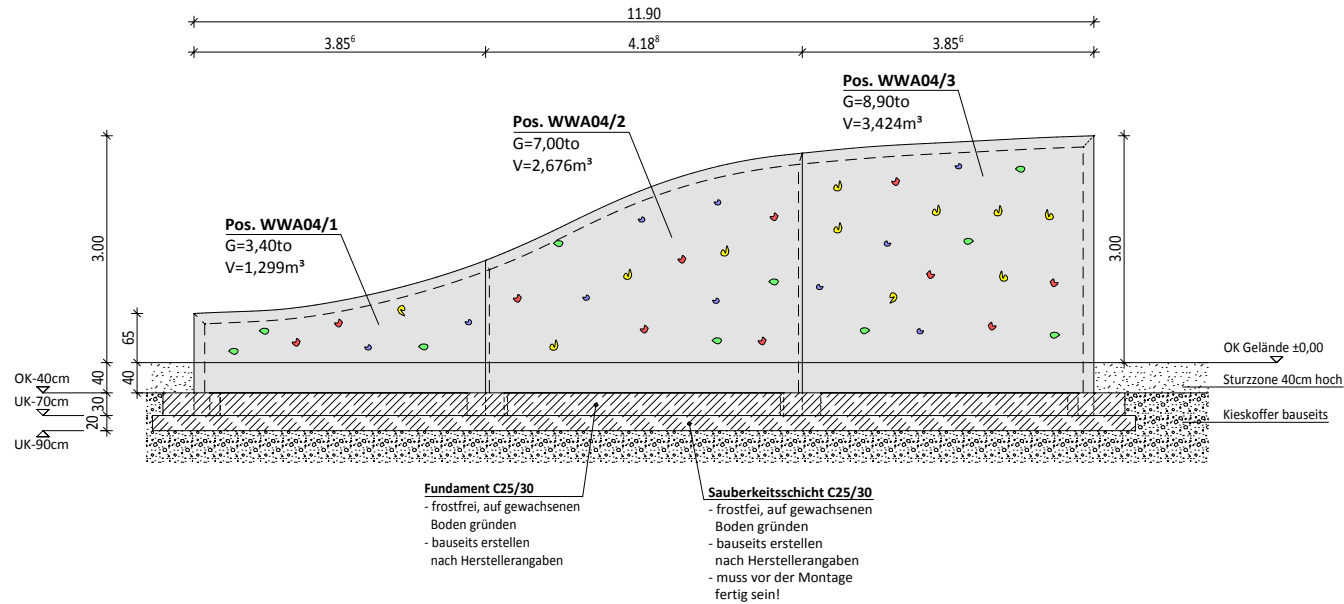 11.90
3.85⁶
4.18⁸
3.85⁶
Pos. WWA04/3
G=8,90to
V=3,424m³
Pos. WWA04/2
G=7,00to
V=2,676m³
Pos. WWA04/1
G=3,40to
V=1,299m³
3.00
65
40
40
30
20
3.00
OK-40cm
UK-70cm
UK-90cm
OK Gelände ±0,00
Sturzzone 40cm hoch
Kieskoffer bauseits
Fundament C25/30
- frostfrei, auf gewachsenen
Boden gründen
- bauseits erstellen
nach Herstellerangaben
Sauberkeitsschicht C25/30
- frostfei, auf gewachsenen
Boden gründen
- bauseits erstellen
nach Herstellerangaben
- muss vor der Montage
fertig sein!